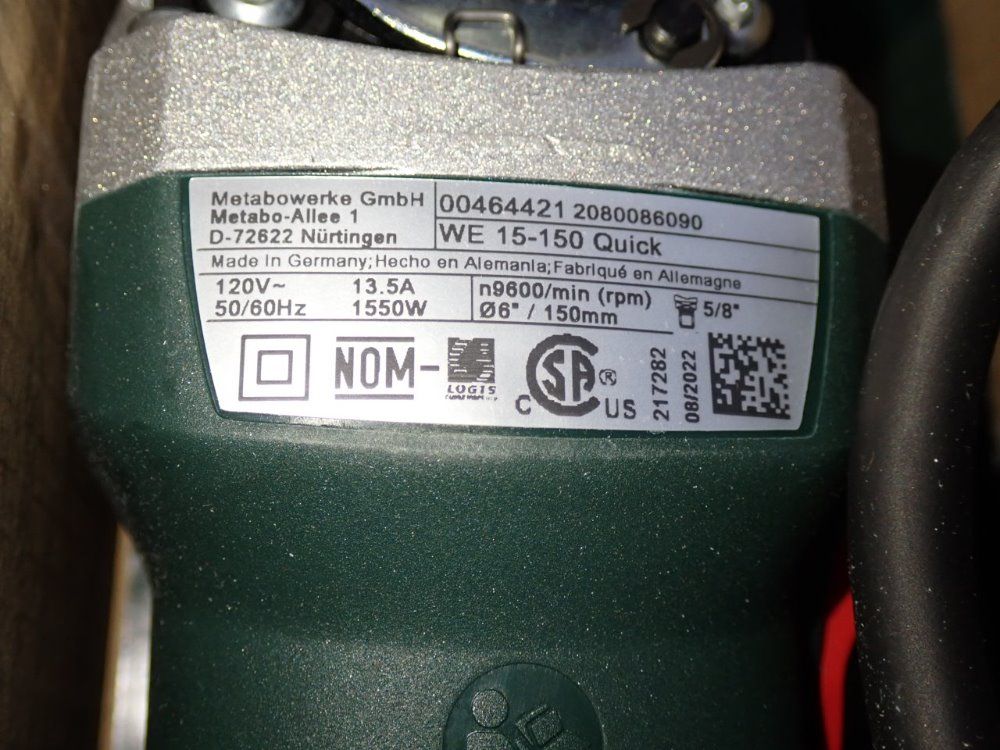 Metabowerke GmbH
Metabo-Allee 1
D-72622 Nürtingen
00464421 2080086090
WE 15-150 Quick
Made In Germany; Hecho en Alemania; Fabriqué en Allemagne
120V~ 13.5A
50/60Hz 1550W
n9600/min (rpm)
Ø6" / 150mm
5/8"
NOM-
LOGIS
CSA®
C US
217282
08/2022